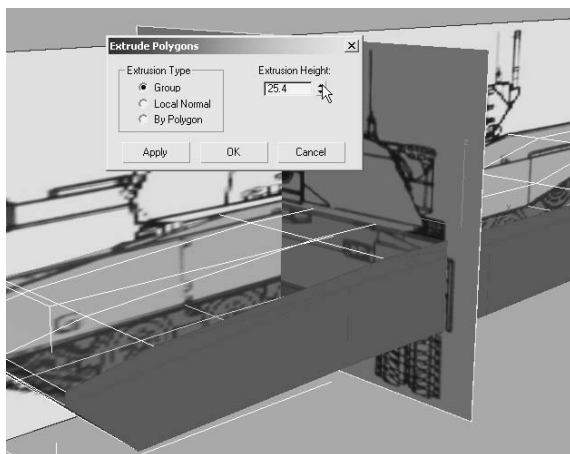 Extrude Polygons
Extrusion Type
Group
Local Normal
By Polygon
Extrusion Height:
25.4
Apply
OK
Cancel
z